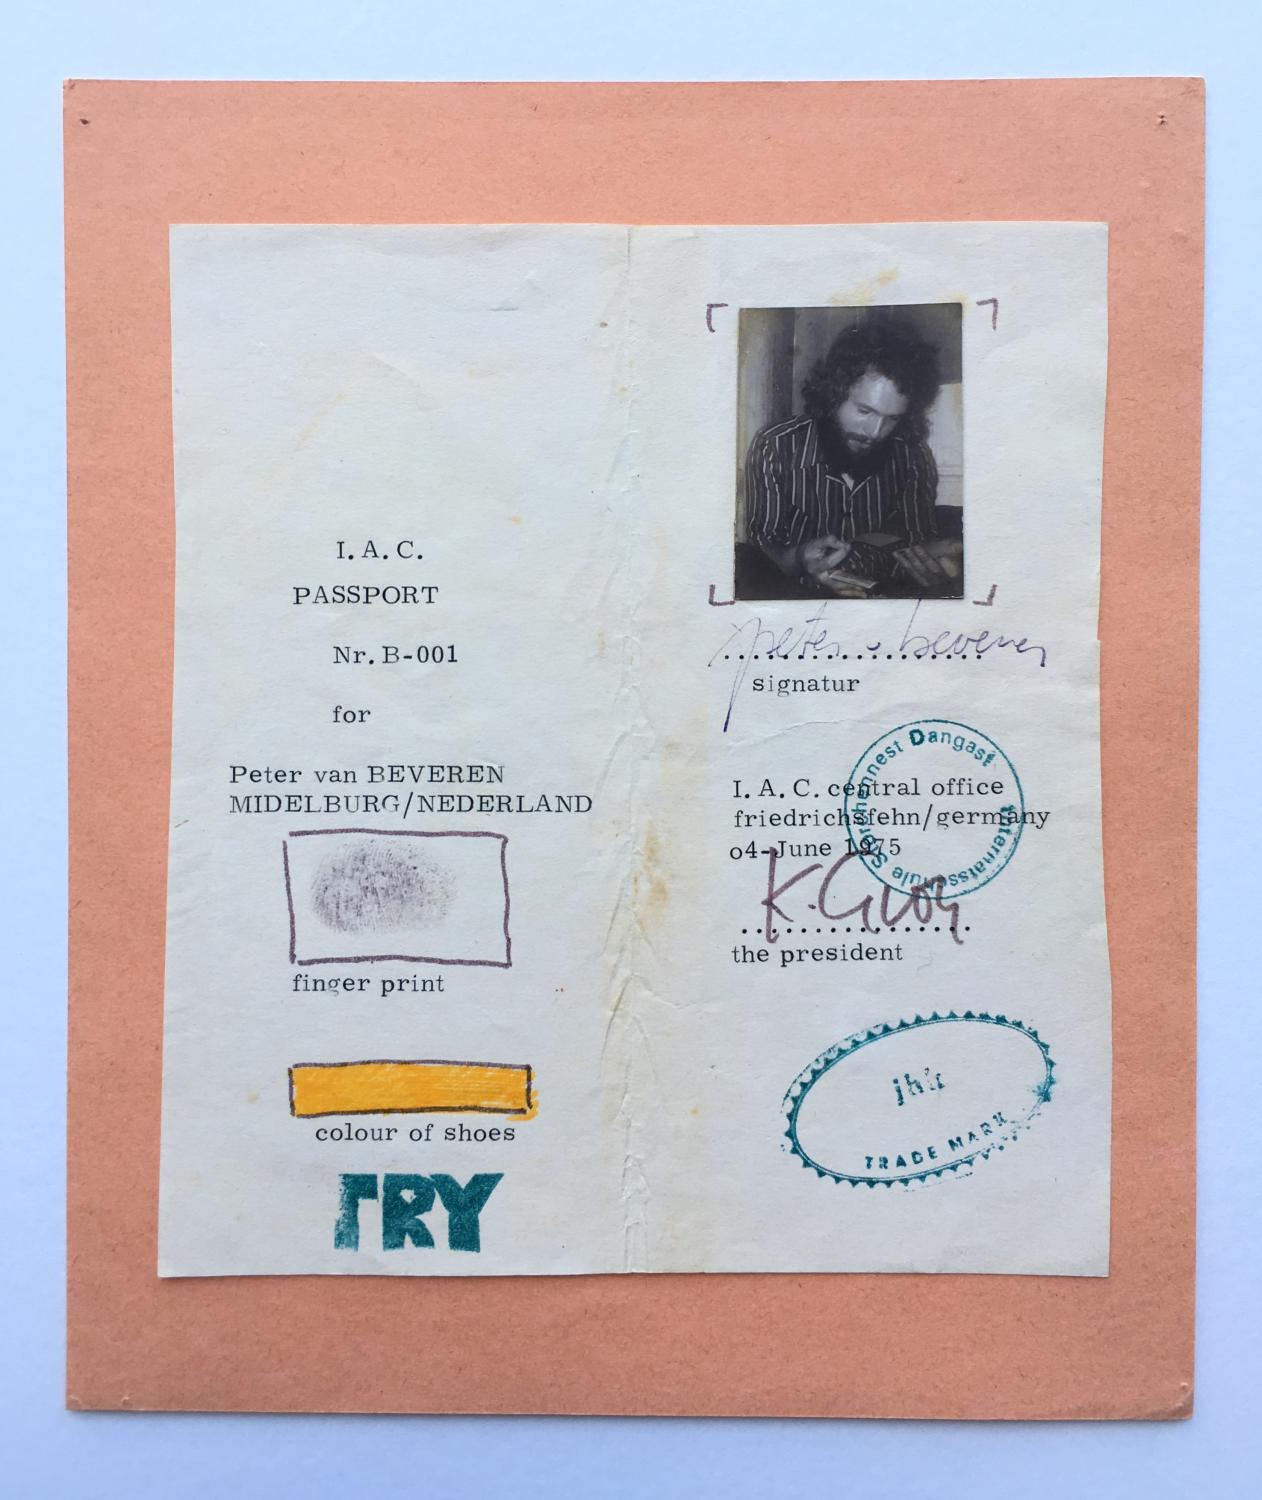 I. A. C.
PASSPORT
Nr. B-001
for
Peter van BEVEREN
MIDELBURG/NEDERLAND
finger print
colour of shoes
TRY
peter v beveren
signatur
I. A. C. central office
friedrichsfehn/germany
o4-June 1975
Dangast
K. Groh
the president
TRADE MARK